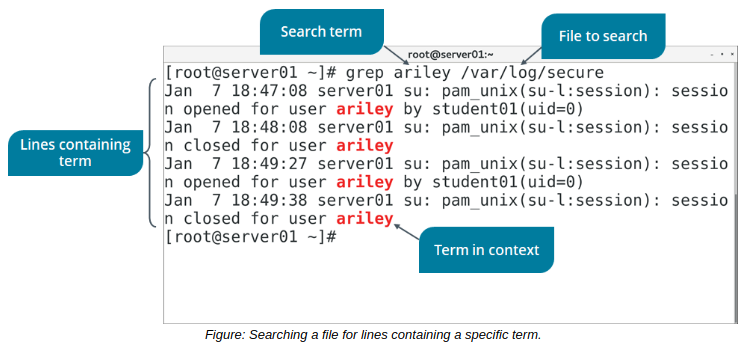 Search term
File to search
root@server01:~
[root@server01 ~]# grep ariley /var/log/secure
Jan  7 18:47:08 server01 su: pam_unix(su-l:session): sessio
n opened for user ariley by student01(uid=0)
Jan  7 18:48:08 server01 su: pam_unix(su-l:session): sessio
n closed for user ariley
Jan  7 18:49:27 server01 su: pam_unix(su-l:session): sessio
n opened for user ariley by student01(uid=0)
Jan  7 18:49:38 server01 su: pam_unix(su-l:session): sessio
n closed for user ariley
[root@server01 ~]#
Lines containing
term
Term in context
Figure: Searching a file for lines containing a specific term.